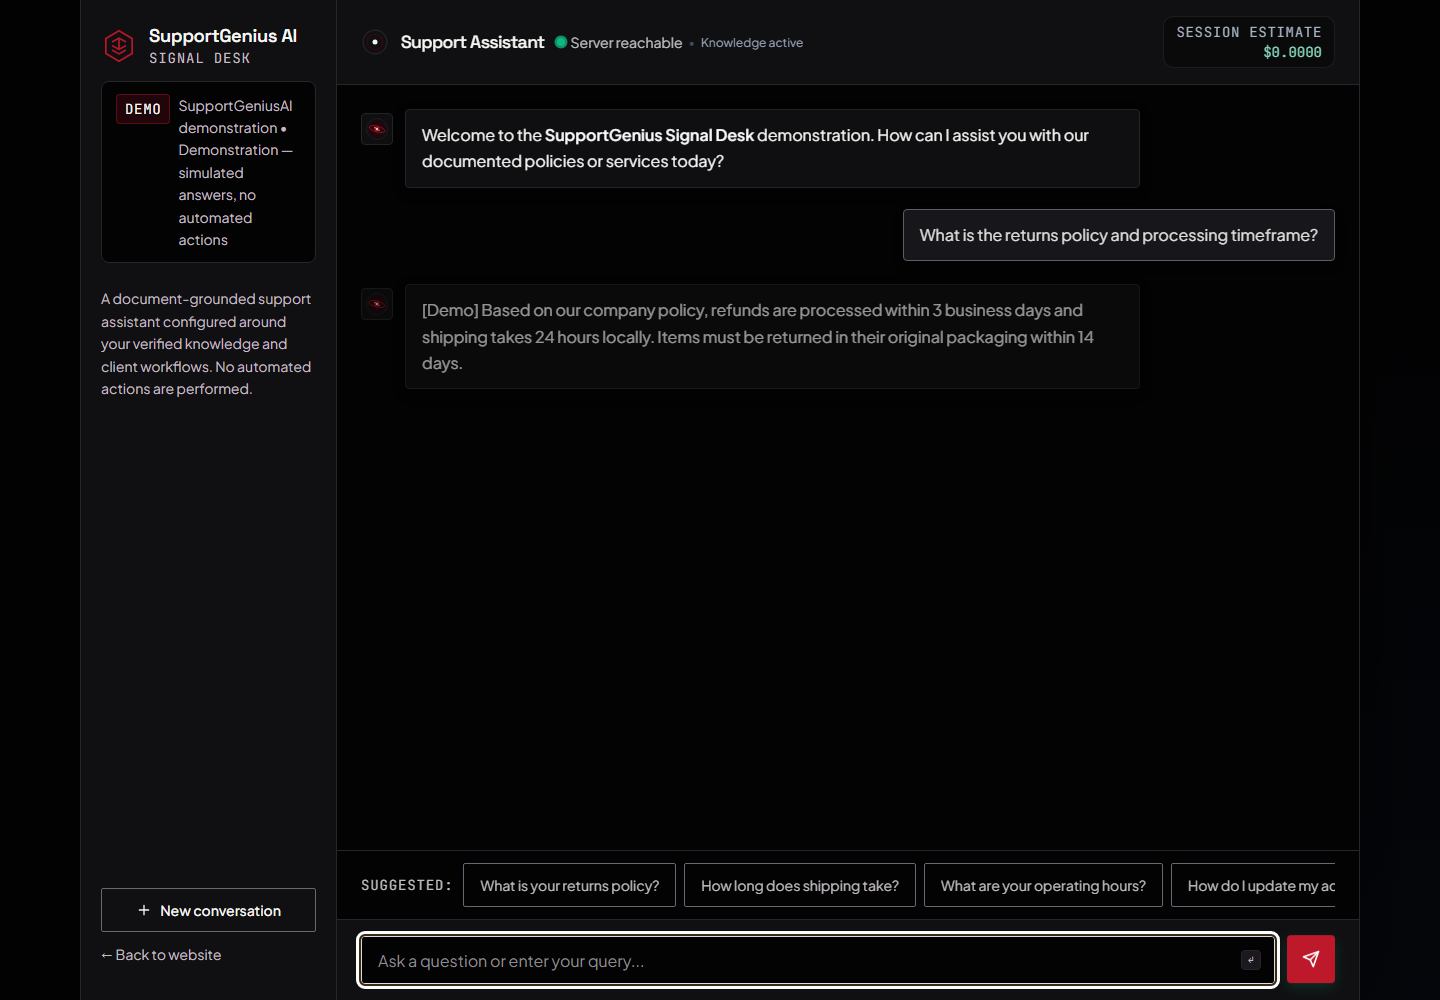 SupportGenius AI
SIGNAL DESK
DEMO
SupportGeniusAI
demonstration •
Demonstration —
simulated
answers, no
automated
actions
A document-grounded support
assistant configured around
your verified knowledge and
client workflows. No automated
actions are performed.
+ New conversation
← Back to website
Support Assistant
Server reachable • Knowledge active
SESSION ESTIMATE
$0.0000
Welcome to the SupportGenius Signal Desk demonstration. How can I assist you with our
documented policies or services today?
What is the returns policy and processing timeframe?
[Demo] Based on our company policy, refunds are processed within 3 business days and
shipping takes 24 hours locally. Items must be returned in their original packaging within 14
days.
SUGGESTED:
What is your returns policy?
How long does shipping take?
What are your operating hours?
How do I update my ac
Ask a question or enter your query...
↵